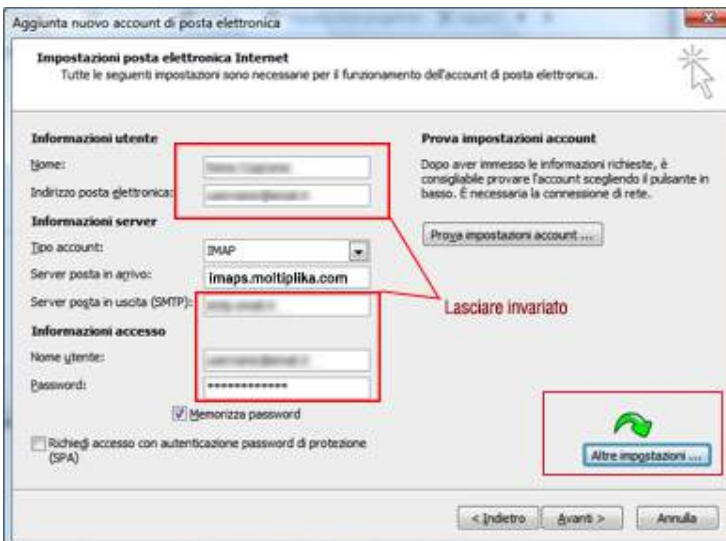 Aggiunta nuovo account di posta elettronica
Impostazioni posta elettronica Internet
Tutte le seguenti impostazioni sono necessarie per il funzionamento dell'account di posta elettronica.
Informazioni utente
Nome:
Indirizzo posta elettronica:
Informazioni server
Tipo account: IMAP
Server posta in arrivo: imaps.moltiplika.com
Server posta in uscita (SMTP):
Informazioni accesso
Nome utente:
Password: ************
Memorizza password
Richiedi accesso con autenticazione password di protezione
(SPA)
Prova impostazioni account
Dopo aver immesso le informazioni richieste, è
consigliabile provare l'account scegliendo il pulsante in
basso. È necessaria la connessione di rete.
Prova impostazioni account ...
Lasciare invariato
Altre impostazioni ...
< Indietro
Avanti >
Annulla